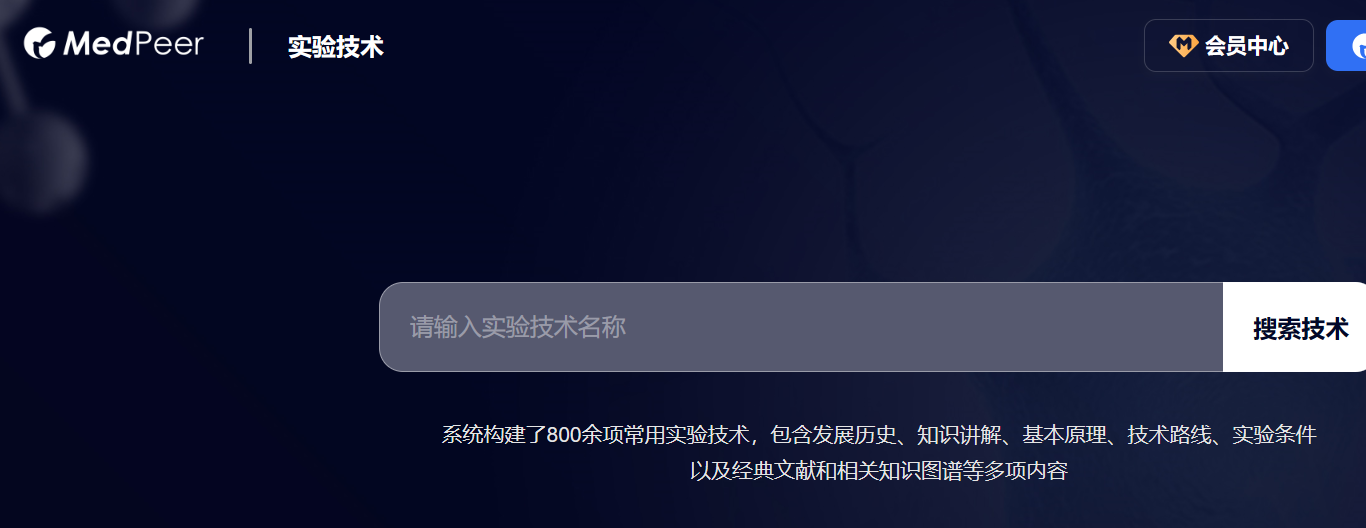 MedPeer
实验技术
会员中心
请输入实验技术名称
搜索技术
系统构建了800余项常用实验技术，包含发展历史、知识讲解、基本原理、技术路线、实验条件
以及经典文献和相关知识图谱等多项内容